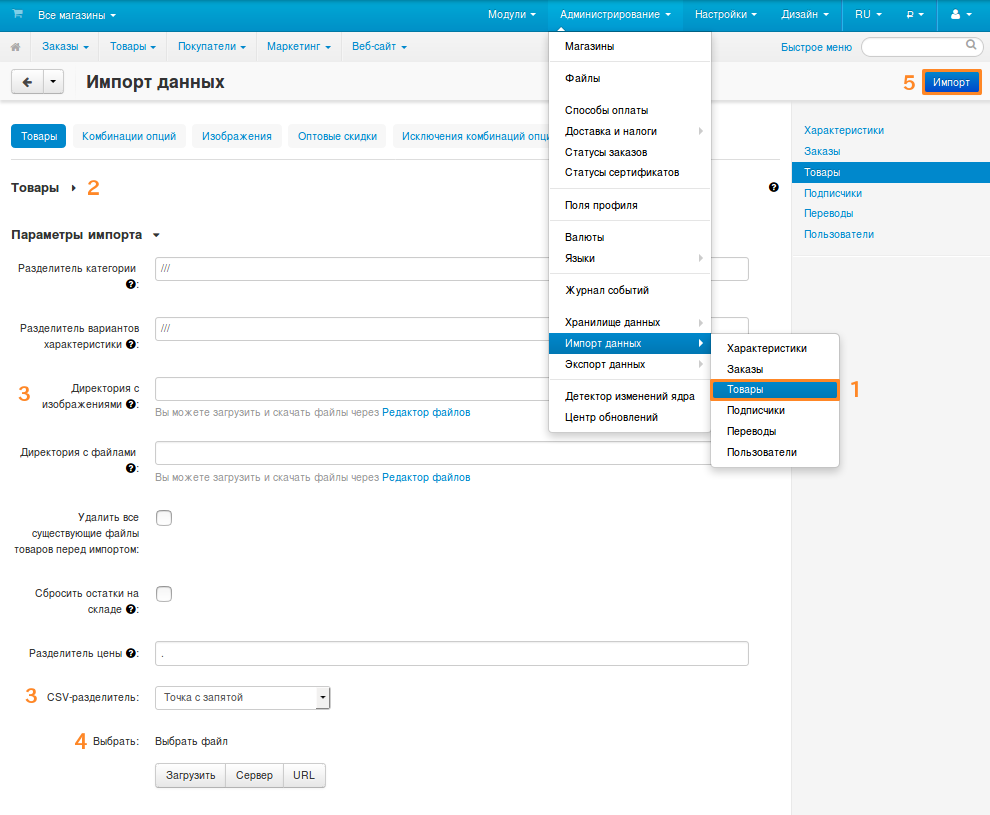 Все магазины
Модули
Администрирование
Настройки
Дизайн
RU
₽
Заказы
Товары
Покупатели
Маркетинг
Веб-сайт
Быстрое меню
Импорт данных
5
Импорт
Товары
Комбинации опций
Изображения
Оптовые скидки
Исключения комбинаций опци
Товары
2
Параметры импорта
Разделитель категории
?:
///
Разделитель вариантов
характеристики ?:
///
3
Директория с
изображениями ?:
Вы можете загрузить и скачать файлы через Редактор файлов
Директория с файлами
?:
Вы можете загрузить и скачать файлы через Редактор файлов
Удалить все
существующие файлы
товаров перед импортом:
Сбросить остатки на
складе ?:
Разделитель цены ?:
.
3
CSV-разделитель:
Точка с запятой
4
Выбрать:
Выбрать файл
Загрузить
Сервер
URL
Магазины
Файлы
Способы оплаты
Доставка и налоги
Статусы заказов
Статусы сертификатов
Поля профиля
Валюты
Языки
Журнал событий
Хранилище данных
Импорт данных
Экспорт данных
Детектор изменений ядра
Центр обновлений
Характеристики
Заказы
Товары
1
Подписчики
Переводы
Пользователи
?
Характеристики
Заказы
Товары
Подписчики
Переводы
Пользователи